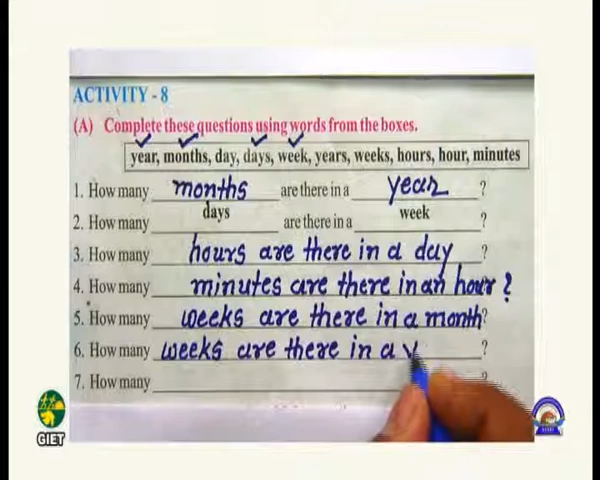 ACTIVITY - 8
(A) Complete these questions using words from the boxes.
year, months, day, days, week, years, weeks, hours, hour, minutes
1. How many months are there in a year ?
2. How many days are there in a week ?
3. How many hours are there in a day ?
4. How many minutes are there in an hour ?
5. How many weeks are there in a month ?
6. How many weeks are there in a y ?
7. How many ?
GIET